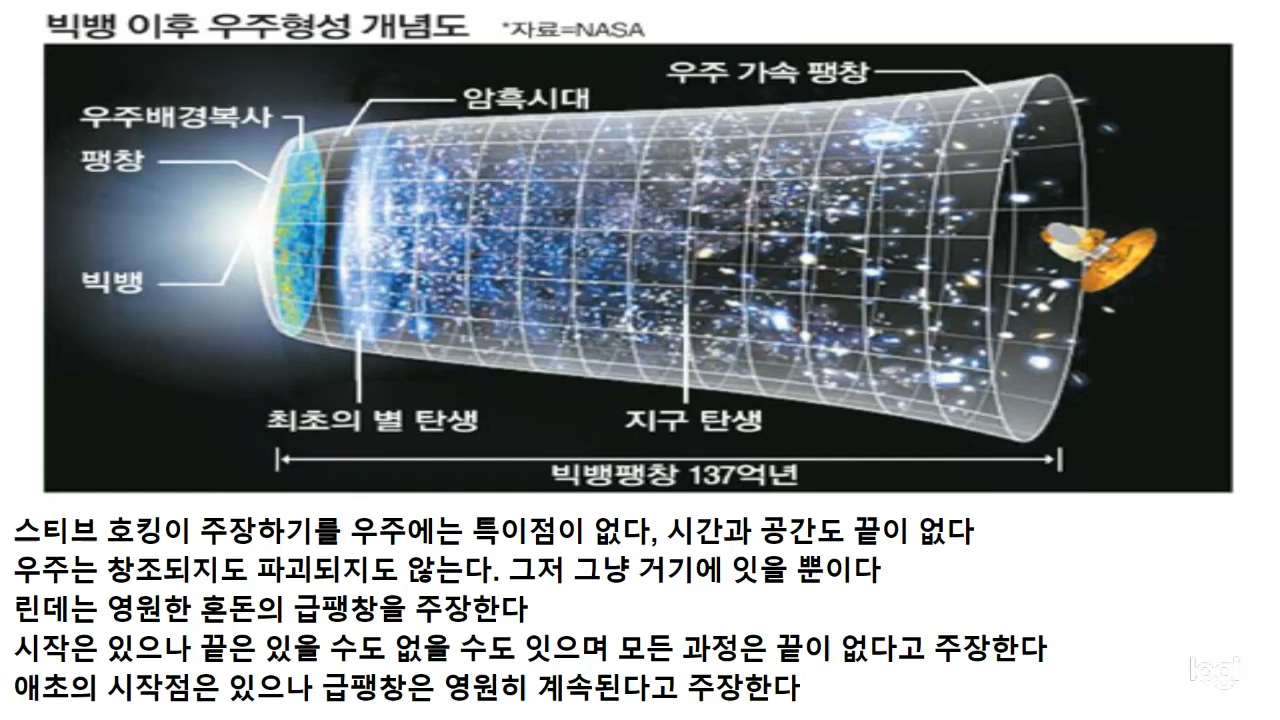 빅뱅 이후 우주형성 개념도 *자료=NASA
우주 가속 팽창
암흑시대
우주배경복사
팽창
빅뱅
최초의 별 탄생
지구 탄생
빅뱅팽창 137억년
스티브 호킹이 주장하기를 우주에는 특이점이 없다, 시간과 공간도 끝이 없다
우주는 창조되지도 파괴되지도 않는다. 그저 그냥 거기에 잇을 뿐이다
린데는 영원한 혼돈의 급팽창을 주장한다
시작은 있으나 끝은 있을 수도 없을 수도 잇으며 모든 과정은 끝이 없다고 주장한다
애초의 시작점은 있으나 급팽창은 영원히 계속된다고 주장한다